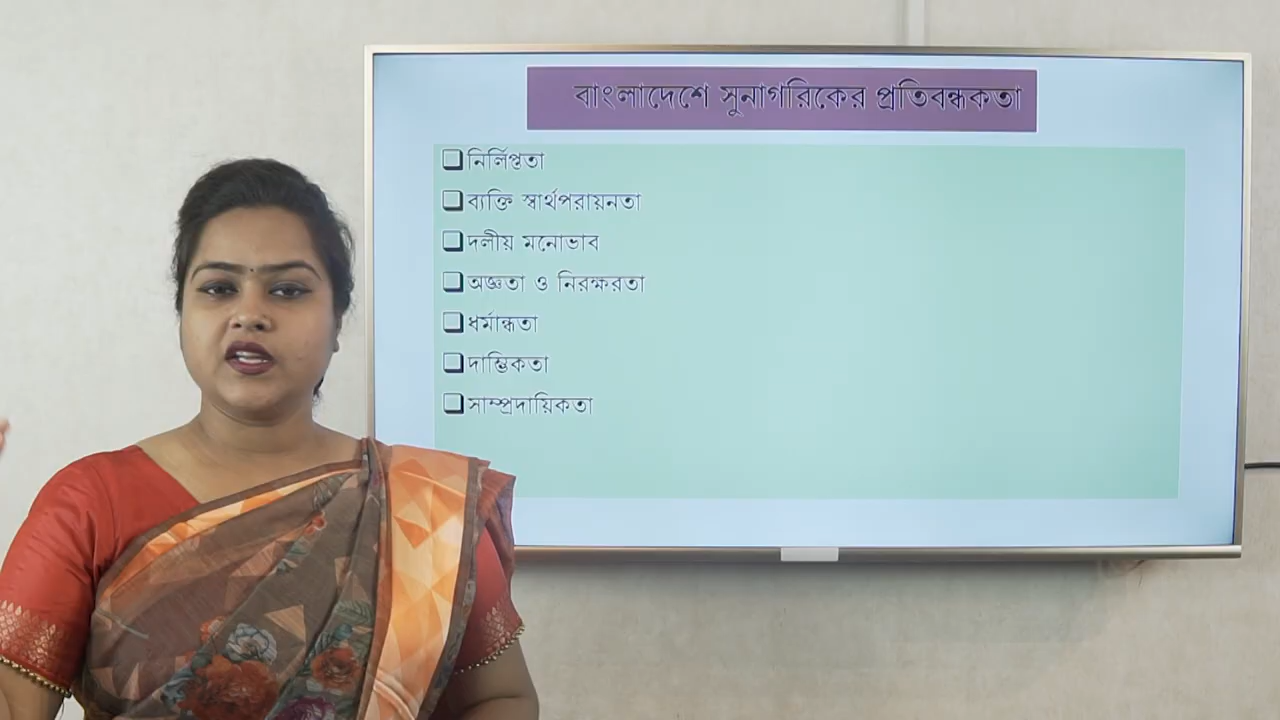 বাংলাদেশে সুনাগরিকের প্রতিবন্ধকতা
নির্লিপ্ততা
ব্যক্তি স্বার্থপরায়নতা
দলীয় মনোভাব
অজ্ঞতা ও নিরক্ষরতা
ধর্মান্ধতা
দাম্ভিকতা
সাম্প্রদায়িকতা